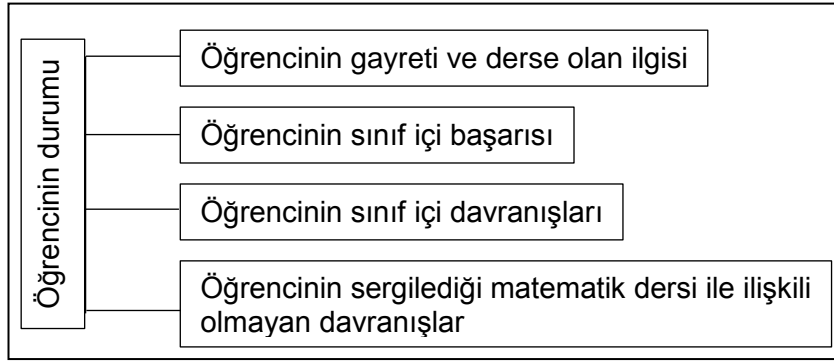 Öğrencinin durumu
Öğrencinin gayreti ve derse olan ilgisi
Öğrencinin sınıf içi başarısı
Öğrencinin sınıf içi davranışları
Öğrencinin sergilediği matematik dersi ile ilişkili
olmayan davranışlar